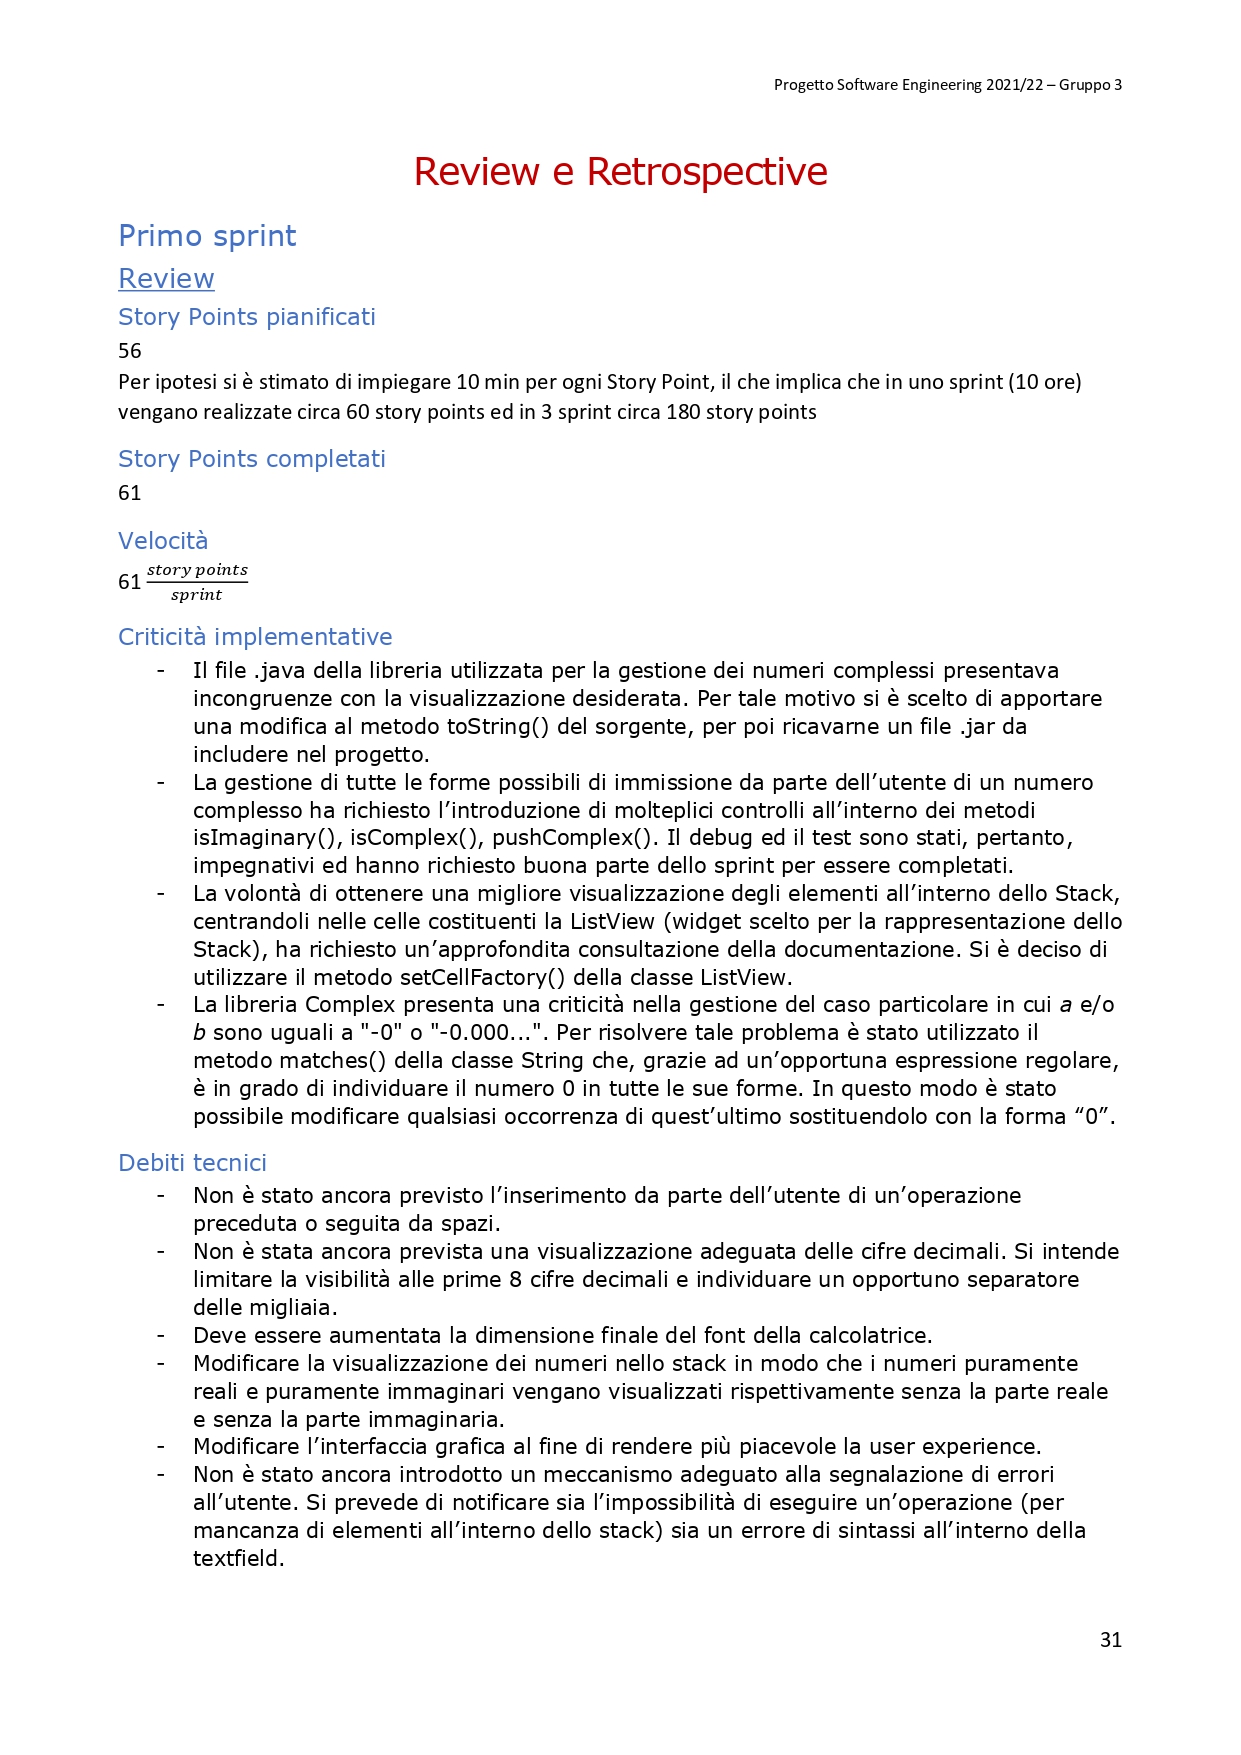 Progetto Software Engineering 2021/22 – Gruppo 3
Review e Retrospective
Primo sprint
Review
Story Points pianificati
56
Per ipotesi si è stimato di impiegare 10 min per ogni Story Point, il che implica che in uno sprint (10 ore)
vengano realizzate circa 60 story points ed in 3 sprint circa 180 story points
Story Points completati
61
Velocità
61 story points
sprint
Criticità implementative
- Il file .java della libreria utilizzata per la gestione dei numeri complessi presentava
incongruenze con la visualizzazione desiderata. Per tale motivo si è scelto di apportare
una modifica al metodo toString() del sorgente, per poi ricavarne un file .jar da
includere nel progetto.
- La gestione di tutte le forme possibili di immissione da parte dell’utente di un numero
complesso ha richiesto l’introduzione di molteplici controlli all’interno dei metodi
isImaginary(), isComplex(), pushComplex(). Il debug ed il test sono stati, pertanto,
impegnativi ed hanno richiesto buona parte dello sprint per essere completati.
- La volontà di ottenere una migliore visualizzazione degli elementi all’interno dello Stack,
centrandoli nelle celle costituenti la ListView (widget scelto per la rappresentazione dello
Stack), ha richiesto un’approfondita consultazione della documentazione. Si è deciso di
utilizzare il metodo setCellFactory() della classe ListView.
- La libreria Complex presenta una criticità nella gestione del caso particolare in cui a e/o
b sono uguali a "-0" o "-0.000...". Per risolvere tale problema è stato utilizzato il
metodo matches() della classe String che, grazie ad un’opportuna espressione regolare,
è in grado di individuare il numero 0 in tutte le sue forme. In questo modo è stato
possibile modificare qualsiasi occorrenza di quest’ultimo sostituendolo con la forma “0”.
Debiti tecnici
- Non è stato ancora previsto l’inserimento da parte dell’utente di un’operazione
preceduta o seguita da spazi.
- Non è stata ancora prevista una visualizzazione adeguata delle cifre decimali. Si intende
limitare la visibilità alle prime 8 cifre decimali e individuare un opportuno separatore
delle migliaia.
- Deve essere aumentata la dimensione finale del font della calcolatrice.
- Modificare la visualizzazione dei numeri nello stack in modo che i numeri puramente
reali e puramente immaginari vengano visualizzati rispettivamente senza la parte reale
e senza la parte immaginaria.
- Modificare l’interfaccia grafica al fine di rendere più piacevole la user experience.
- Non è stato ancora introdotto un meccanismo adeguato alla segnalazione di errori
all’utente. Si prevede di notificare sia l’impossibilità di eseguire un’operazione (per
mancanza di elementi all’interno dello stack) sia un errore di sintassi all’interno della
textfield.
31